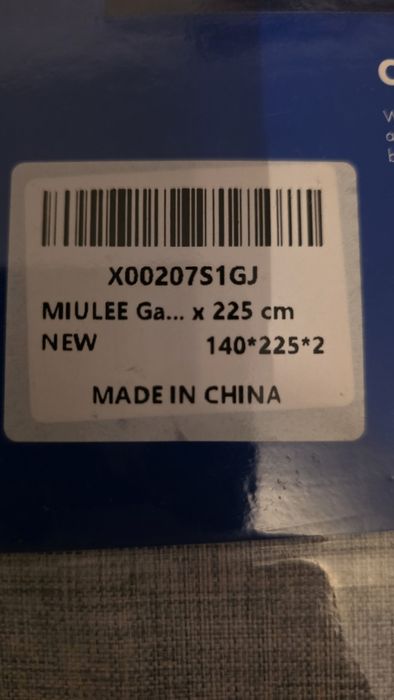 X00207S1GJ
MIULEE Ga... x 225 cm
NEW 140*225*2
MADE IN CHINA